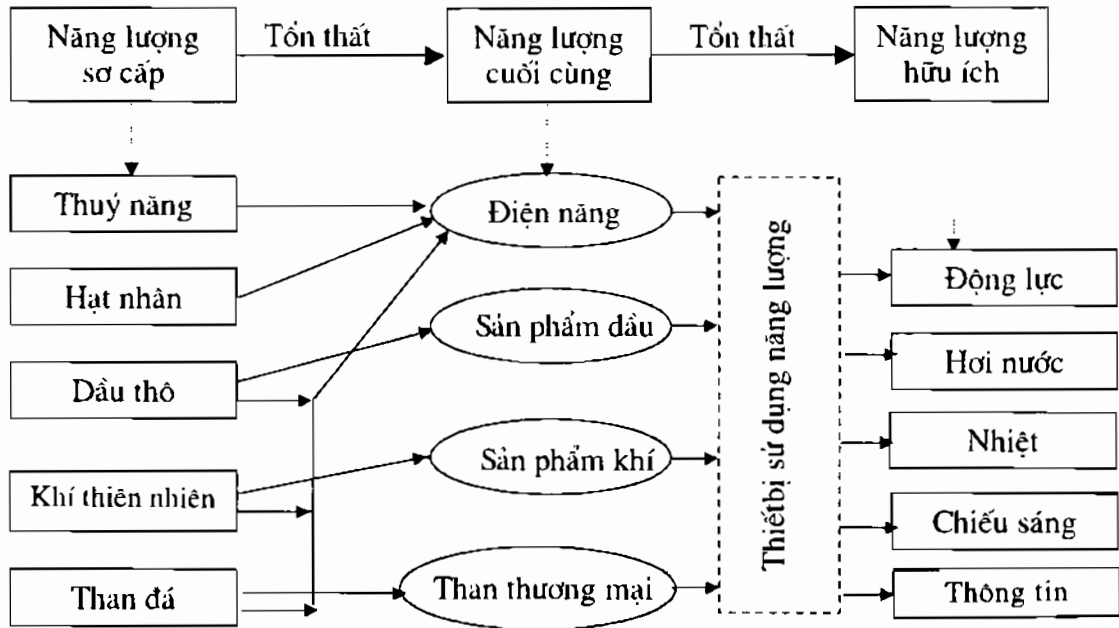 Năng lượng
sơ cấp
Tổn thất
Năng lượng
cuối cùng
Tổn thất
Năng lượng
hữu ích
Thuỷ năng
Hạt nhân
Dầu thô
Khí thiên nhiên
Than đá
Điện năng
Sản phẩm dầu
Sản phẩm khí
Than thương mại
Thiết bị sử dụng năng lượng
Động lực
Hơi nước
Nhiệt
Chiếu sáng
Thông tin